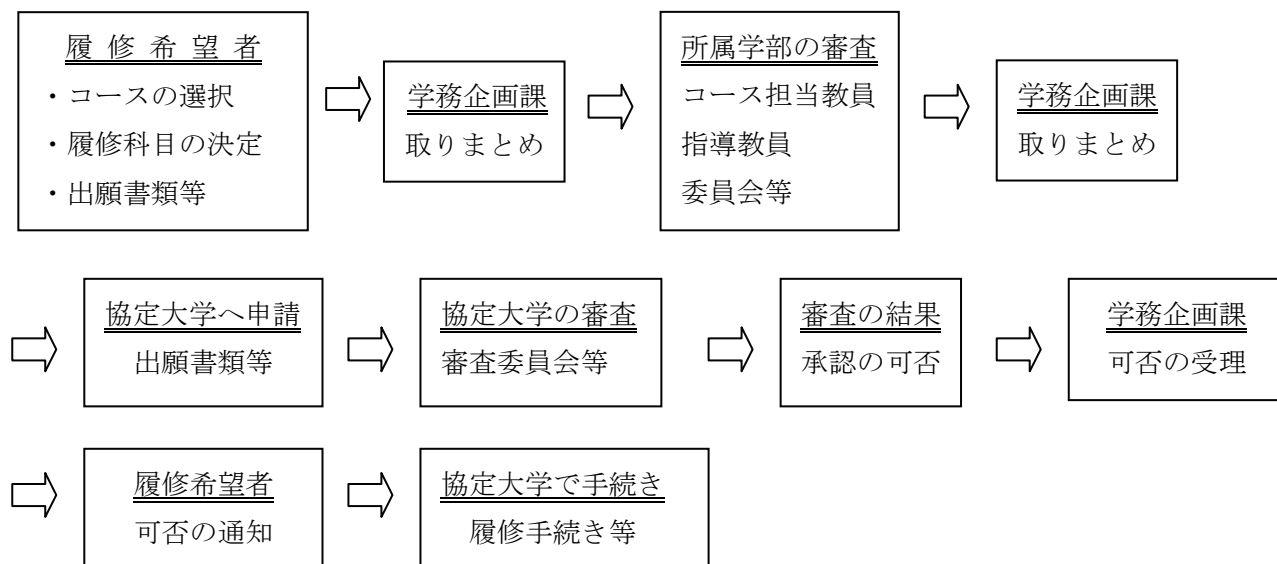 履 修 希 望 者
・コースの選択
・履修科目の決定
・出願書類等
学務企画課
取りまとめ
所属学部の審査
コース担当教員
指導教員
委員会等
学務企画課
取りまとめ
協定大学へ申請
出願書類等
協定大学の審査
審査委員会等
審査の結果
承認の可否
学務企画課
可否の受理
履修希望者
可否の通知
協定大学で手続き
履修手続き等